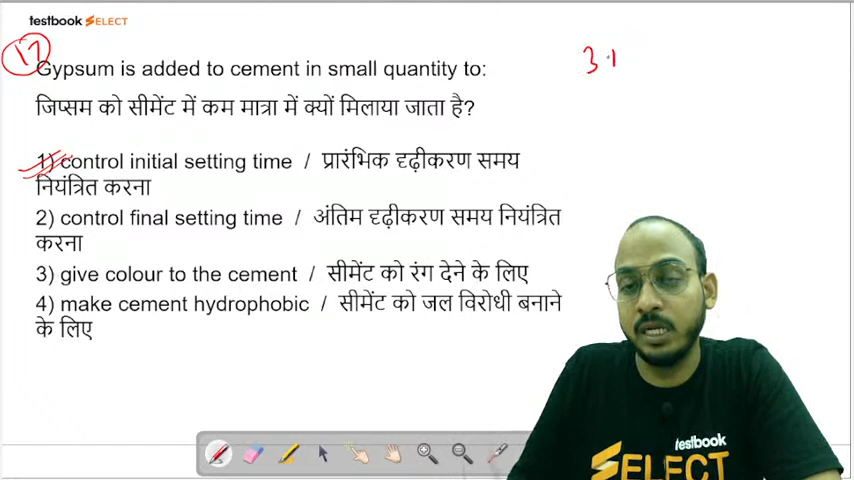 testbook SELECT
17
3.1
Gypsum is added to cement in small quantity to:
जिप्सम को सीमेंट में कम मात्रा में क्यों मिलाया जाता है?
1) control initial setting time / प्रारंभिक दृढ़ीकरण समय
नियंत्रित करना
2) control final setting time / अंतिम दृढ़ीकरण समय नियंत्रित
करना
3) give colour to the cement / सीमेंट को रंग देने के लिए
4) make cement hydrophobic / सीमेंट को जल विरोधी बनाने
के लिए
testbook
SELECT